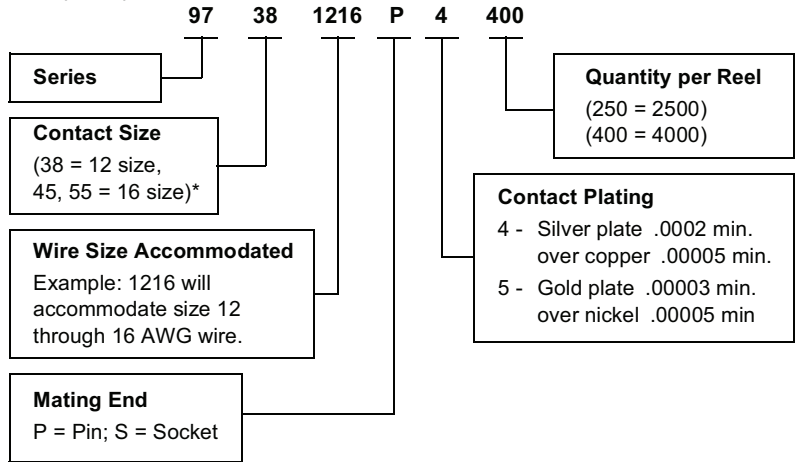 97 38 1216 P 4 400
Series
Contact Size
(38 = 12 size,
45, 55 = 16 size)*
Wire Size Accommodated
Example: 1216 will
accommodate size 12
through 16 AWG wire.
Mating End
P = Pin; S = Socket
Quantity per Reel
(250 = 2500)
(400 = 4000)
Contact Plating
4 - Silver plate .0002 min.
over copper .00005 min.
5 - Gold plate .00003 min.
over nickel .00005 min